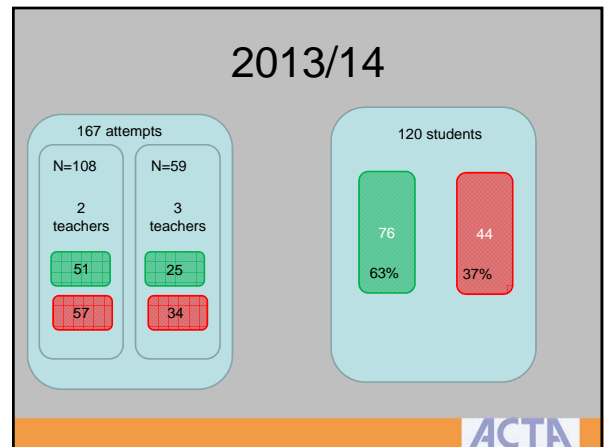 2013/14
167 attempts
N=108
2
teachers
51
57
N=59
3
teachers
25
34
120 students
76
63%
44
37%
ACTA